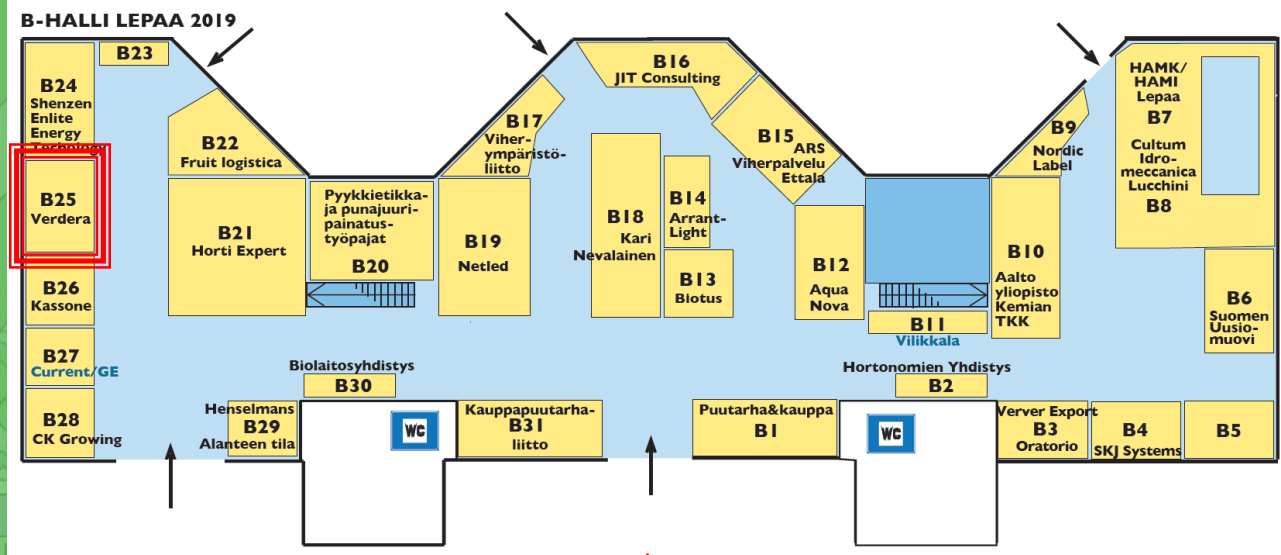 B-HALLI LEPAA 2019
B23
B24
Shenzen
Enlite
Energy
Technology
B25
Verdera
B26
Kassone
B27
Current/GE
B28
CK Growing
B22
Fruit logistica
B21
Horti Expert
Pyykkietikka-
ja punajuuri-
painatus-
työpajat
B20
B19
Netled
B17
Viher-
ympäristö-
liitto
B16
JIT Consulting
B15
ARS
Viherpalvelu
Ettala
B18
Kari
Nevalainen
B14
Arrant-
Light
B13
Biotus
B12
Aqua
Nova
B11
Vilikkala
B9
Nordic
Label
B10
Aalto
yliopisto
Kemian
TKK
HAMK/
HAMI
Lepaa
B7
Cultum
Idro-
meccanica
Lucchini
B8
B6
Suomen
Uusio-
muovi
Biolaitosyhdistys
B30
Hortonomien Yhdistys
B2
Henselmans
B29
Alanteen tila
WC
Kauppapuutarha-
B31
liitto
Puutarha&kauppa
B1
WC
Verver Export
B3
Oratorio
B4
SKJ Systems
B5